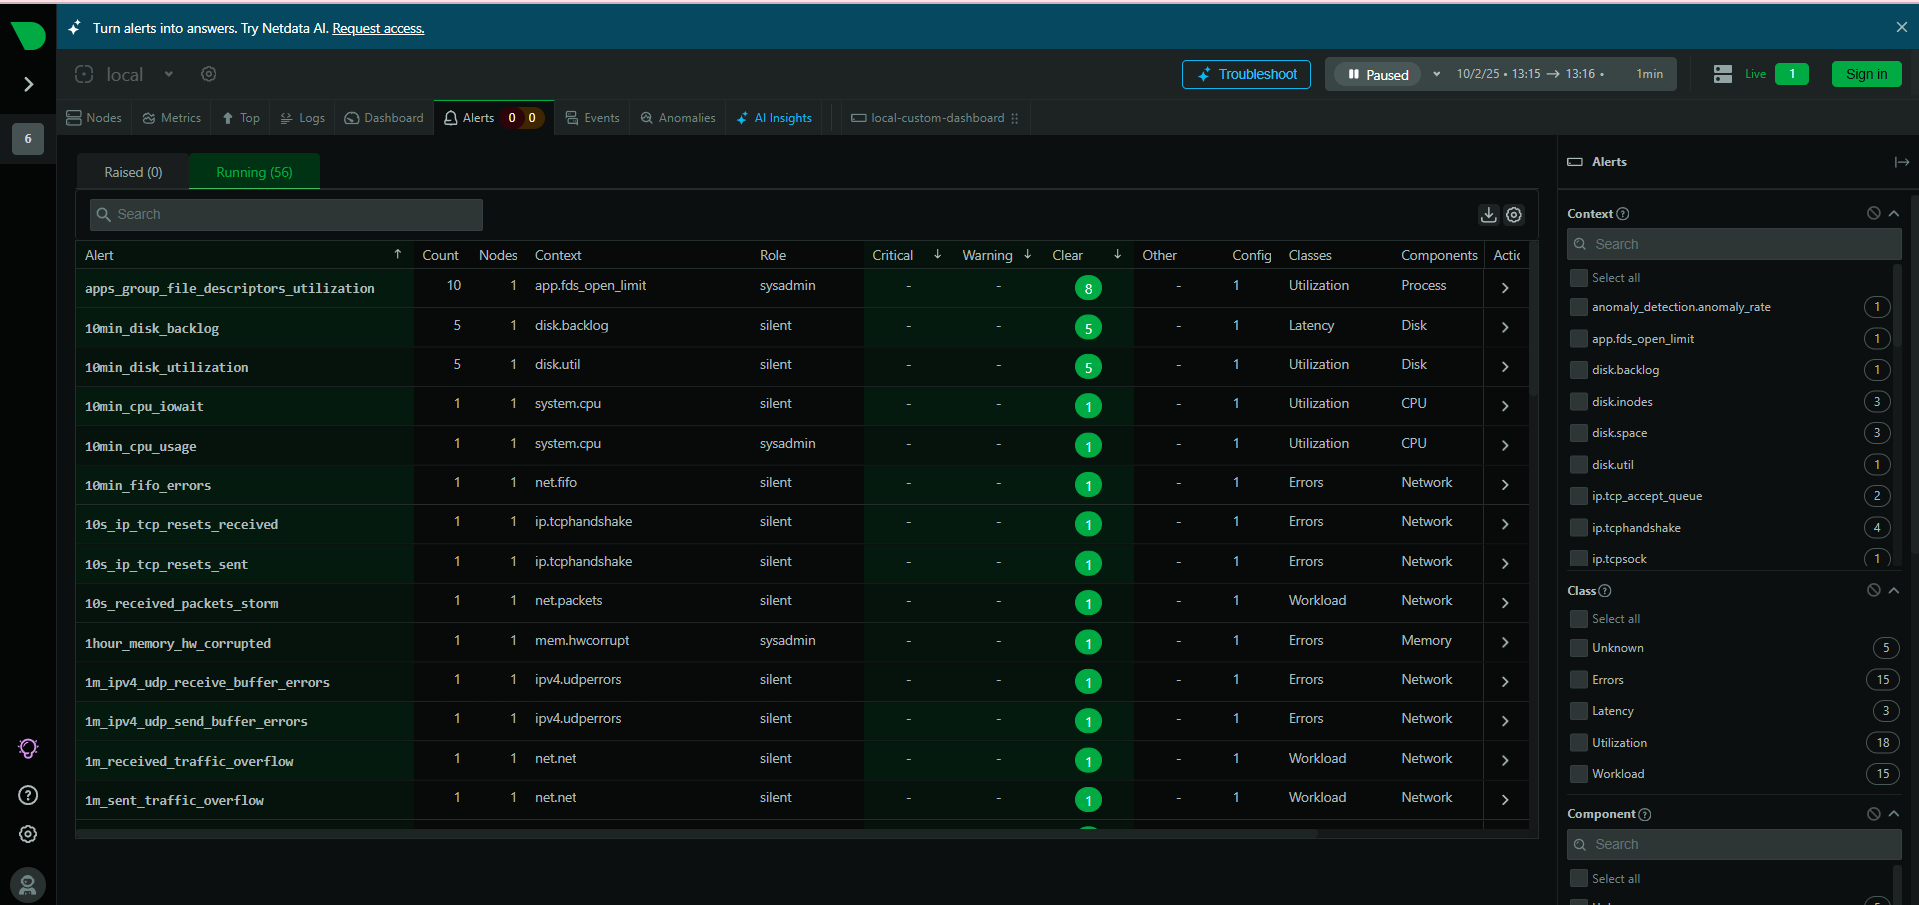 Turn alerts into answers. Try Netdata AI. Request access.
local
Troubleshoot
Paused
10/2/25 • 13:15 → 13:16 •
1min
Live
1
Sign in
6
Nodes
Metrics
Top
Logs
Dashboard
Alerts 0 0
Events
Anomalies
AI Insights
local-custom-dashboard
Raised (0)
Running (56)
Search
Alert ↑ Count Nodes Context Role Critical ↓ Warning ↓ Clear ↓ Other Config Classes Components Actic
apps_group_file_descriptors_utilization 10 1 app.fds_open_limit sysadmin - - 8 - 1 Utilization Process
10min_disk_backlog 5 1 disk.backlog silent - - 5 - 1 Latency Disk
10min_disk_utilization 5 1 disk.util silent - - 5 - 1 Utilization Disk
10min_cpu_iowait 1 1 system.cpu silent - - 1 - 1 Utilization CPU
10min_cpu_usage 1 1 system.cpu sysadmin - - 1 - 1 Utilization CPU
10min_fifo_errors 1 1 net.fifo silent - - 1 - 1 Errors Network
10s_ip_tcp_resets_received 1 1 ip.tcphandshake silent - - 1 - 1 Errors Network
10s_ip_tcp_resets_sent 1 1 ip.tcphandshake silent - - 1 - 1 Errors Network
10s_received_packets_storm 1 1 net.packets silent - - 1 - 1 Workload Network
1hour_memory_hw_corrupted 1 1 mem.hwcorrupt sysadmin - - 1 - 1 Errors Memory
1m_ipv4_udp_receive_buffer_errors 1 1 ipv4.udperrors silent - - 1 - 1 Errors Network
1m_ipv4_udp_send_buffer_errors 1 1 ipv4.udperrors silent - - 1 - 1 Errors Network
1m_received_traffic_overflow 1 1 net.net silent - - 1 - 1 Workload Network
1m_sent_traffic_overflow 1 1 net.net silent - - 1 - 1 Workload Network
Alerts
Context
Search
Select all
anomaly_detection.anomaly_rate 1
app.fds_open_limit 1
disk.backlog 1
disk.inodes 3
disk.space 3
disk.util 1
ip.tcp_accept_queue 2
ip.tcphandshake 4
ip.tcpsock 1
Class
Select all
Unknown 5
Errors 15
Latency 3
Utilization 18
Workload 15
Component
Search
Select all